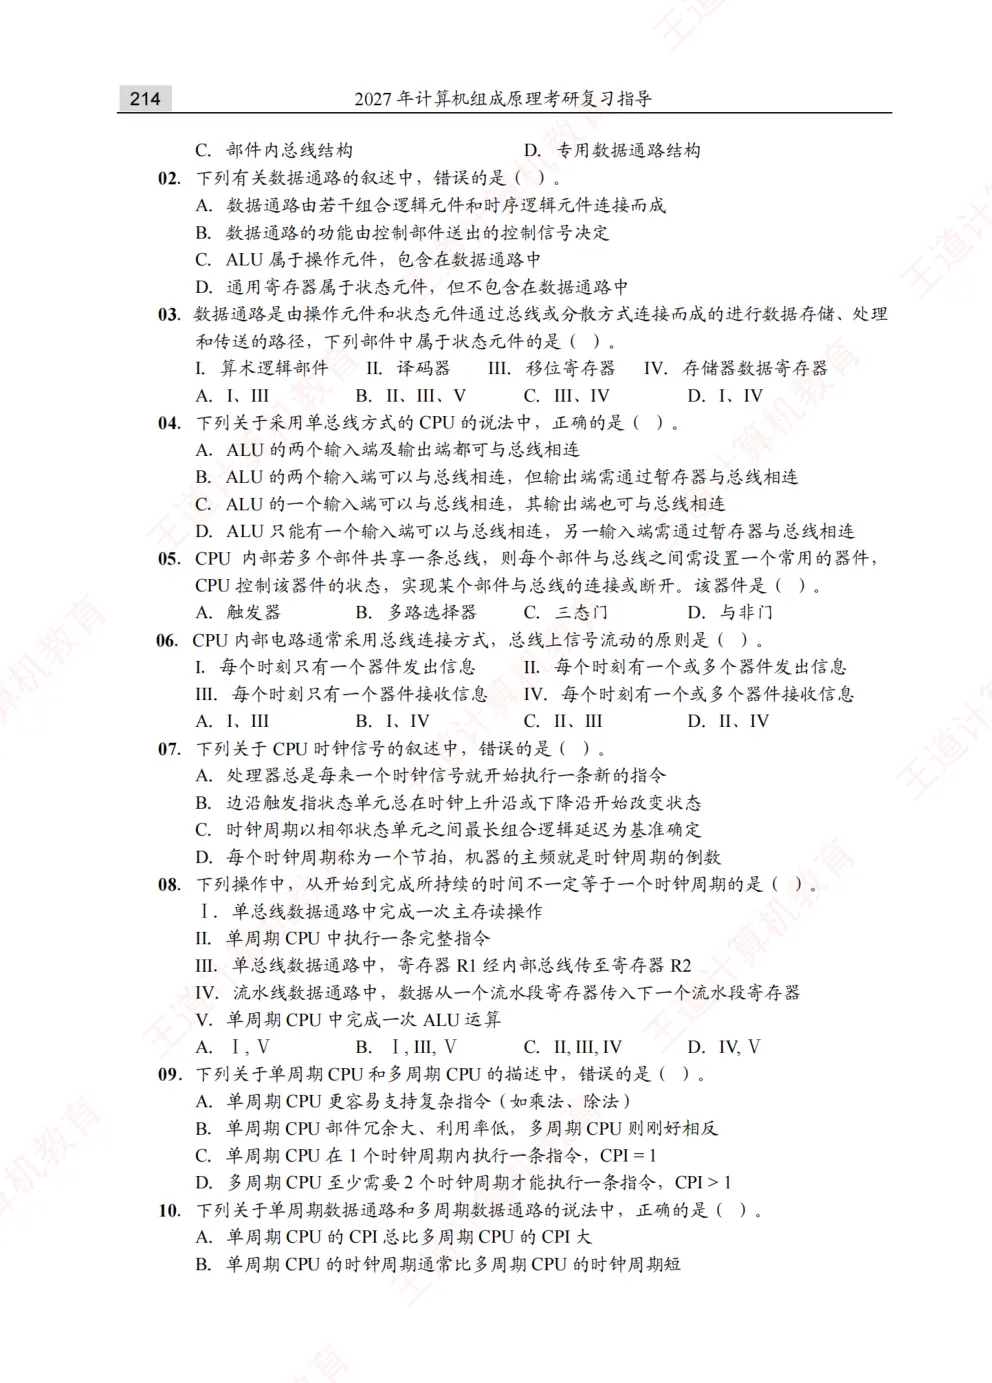 214 2027年计算机组成原理考研复习指导
C. 部件内总线结构 D. 专用数据通路结构
02. 下列有关数据通路的叙述中，错误的是（ ）。
A. 数据通路由若干组合逻辑元件和时序逻辑元件连接而成
B. 数据通路的功能由控制部件送出的控制信号决定
C. ALU 属于操作元件，包含在数据通路中
D. 通用寄存器属于状态元件，但不包含在数据通路中
03. 数据通路是由操作元件和状态元件通过总线或分散方式连接而成的进行数据存储、处理
和传送的路径，下列部件中属于状态元件的是（ ）。
I. 算术逻辑部件 II. 译码器 III. 移位寄存器 IV. 存储器数据寄存器
A. I、III B. II、III、V C. III、IV D. I、IV
04. 下列关于采用单总线方式的 CPU 的说法中，正确的是（ ）。
A. ALU 的两个输入端及输出端都可与总线相连
B. ALU 的两个输入端可以与总线相连，但输出端需通过暂存器与总线相连
C. ALU 的一个输入端可以与总线相连，其输出端也可与总线相连
D. ALU 只能有一个输入端可以与总线相连，另一输入端需通过暂存器与总线相连
05. CPU 内部若多个部件共享一条总线，则每个部件与总线之间需设置一个常用的器件，
CPU 控制该器件的状态，实现某个部件与总线的连接或断开。该器件是（ ）。
A. 触发器 B. 多路选择器 C. 三态门 D. 与非门
06. CPU 内部电路通常采用总线连接方式，总线上信号流动的原则是（ ）。
I. 每个时刻只有一个器件发出信息 II. 每个时刻有一个或多个器件发出信息
III. 每个时刻只有一个器件接收信息 IV. 每个时刻有一个或多个器件接收信息
A. I、III B. I、IV C. II、III D. II、IV
07. 下列关于 CPU 时钟信号的叙述中，错误的是（ ）。
A. 处理器总是每来一个时钟信号就开始执行一条新的指令
B. 边沿触发指状态单元总在时钟上升沿或下降沿开始改变状态
C. 时钟周期以相邻状态单元之间最长组合逻辑延迟为基准确定
D. 每个时钟周期称为一个节拍，机器的主频就是时钟周期的倒数
08. 下列操作中，从开始到完成所持续的时间不一定等于一个时钟周期的是（ ）。
Ⅰ. 单总线数据通路中完成一次主存读操作
II. 单周期 CPU 中执行一条完整指令
III. 单总线数据通路中，寄存器 R1 经内部总线传至寄存器 R2
IV. 流水线数据通路中，数据从一个流水段寄存器传入下一个流水段寄存器
V. 单周期 CPU 中完成一次 ALU 运算
A. Ⅰ, Ⅴ B. Ⅰ, III, Ⅴ C. II, III, IV D. IV, Ⅴ
09. 下列关于单周期 CPU 和多周期 CPU 的描述中，错误的是（ ）。
A. 单周期 CPU 更容易支持复杂指令（如乘法、除法）
B. 单周期 CPU 部件冗余大、利用率低，多周期 CPU 则刚好相反
C. 单周期 CPU 在 1 个时钟周期内执行一条指令，CPI = 1
D. 多周期 CPU 至少需要 2 个时钟周期才能执行一条指令，CPI > 1
10. 下列关于单周期数据通路和多周期数据通路的说法中，正确的是（ ）。
A. 单周期 CPU 的 CPI 总比多周期 CPU 的 CPI 大
B. 单周期 CPU 的时钟周期通常比多周期 CPU 的时钟周期短
王道计算机教育